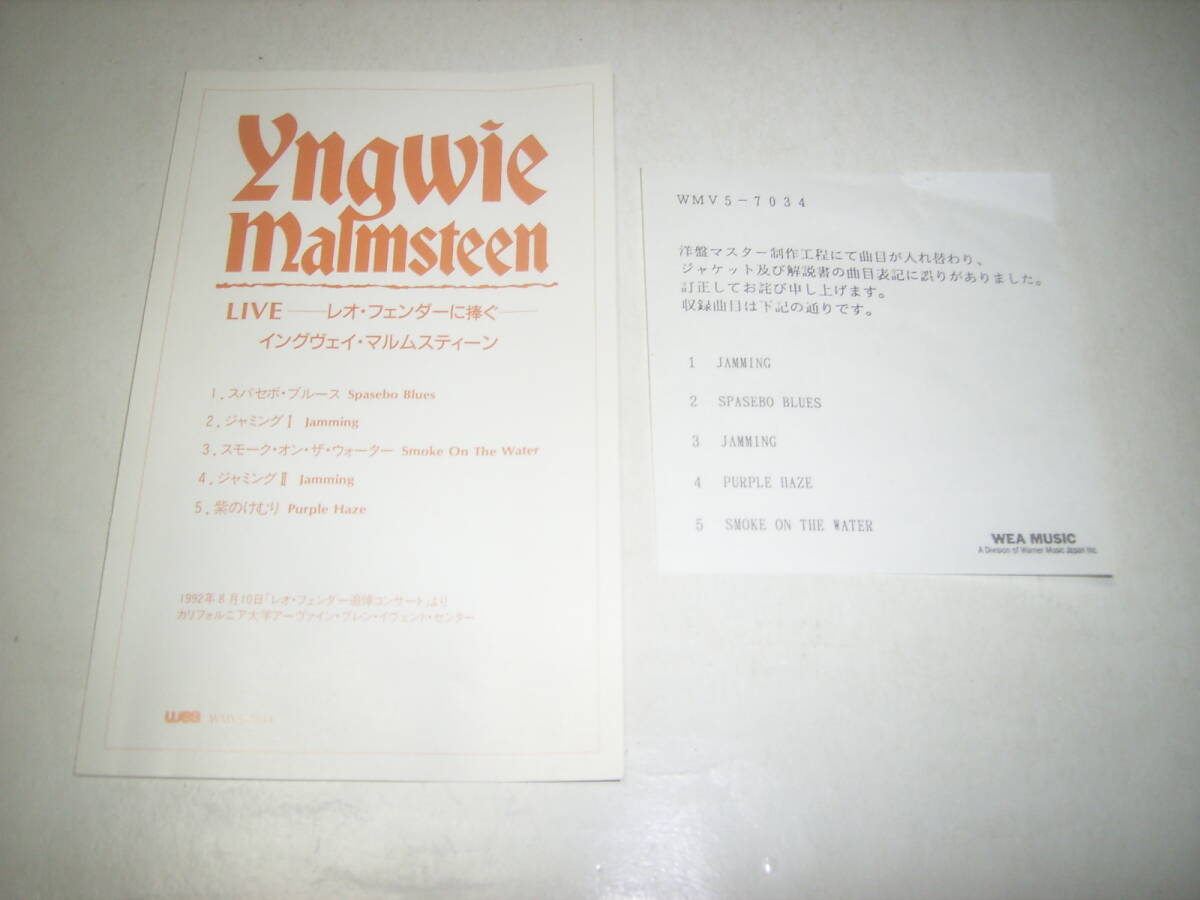 Yngwie
Malmsteen
LIVE——レオ・フェンダーに捧ぐ——
イングヴェイ・マルムスティーン
1. スパセボ・ブルース Spasebo Blues
2. ジャミングⅠ Jamming
3. スモーク・オン・ザ・ウォーター Smoke On The Water
4. ジャミングⅡ Jamming
5. 紫のけむり Purple Haze
1992年8月10日「レオ・フェンダー追悼コンサート」より
カリフォルニア大学アーヴァイン・ブレン・イヴェント・センター
wea WMV5-7034
WMV5-7034
洋盤マスター制作工程にて曲目が入れ替わり、
ジャケット及び解説書の曲目表記に誤りがありました。
訂正してお詫び申し上げます。
収録曲目は下記の通りです。
1 JAMMING
2 SPASEBO BLUES
3 JAMMING
4 PURPLE HAZE
5 SMOKE ON THE WATER
WEA MUSIC
A Division of Warner Music Japan Inc.